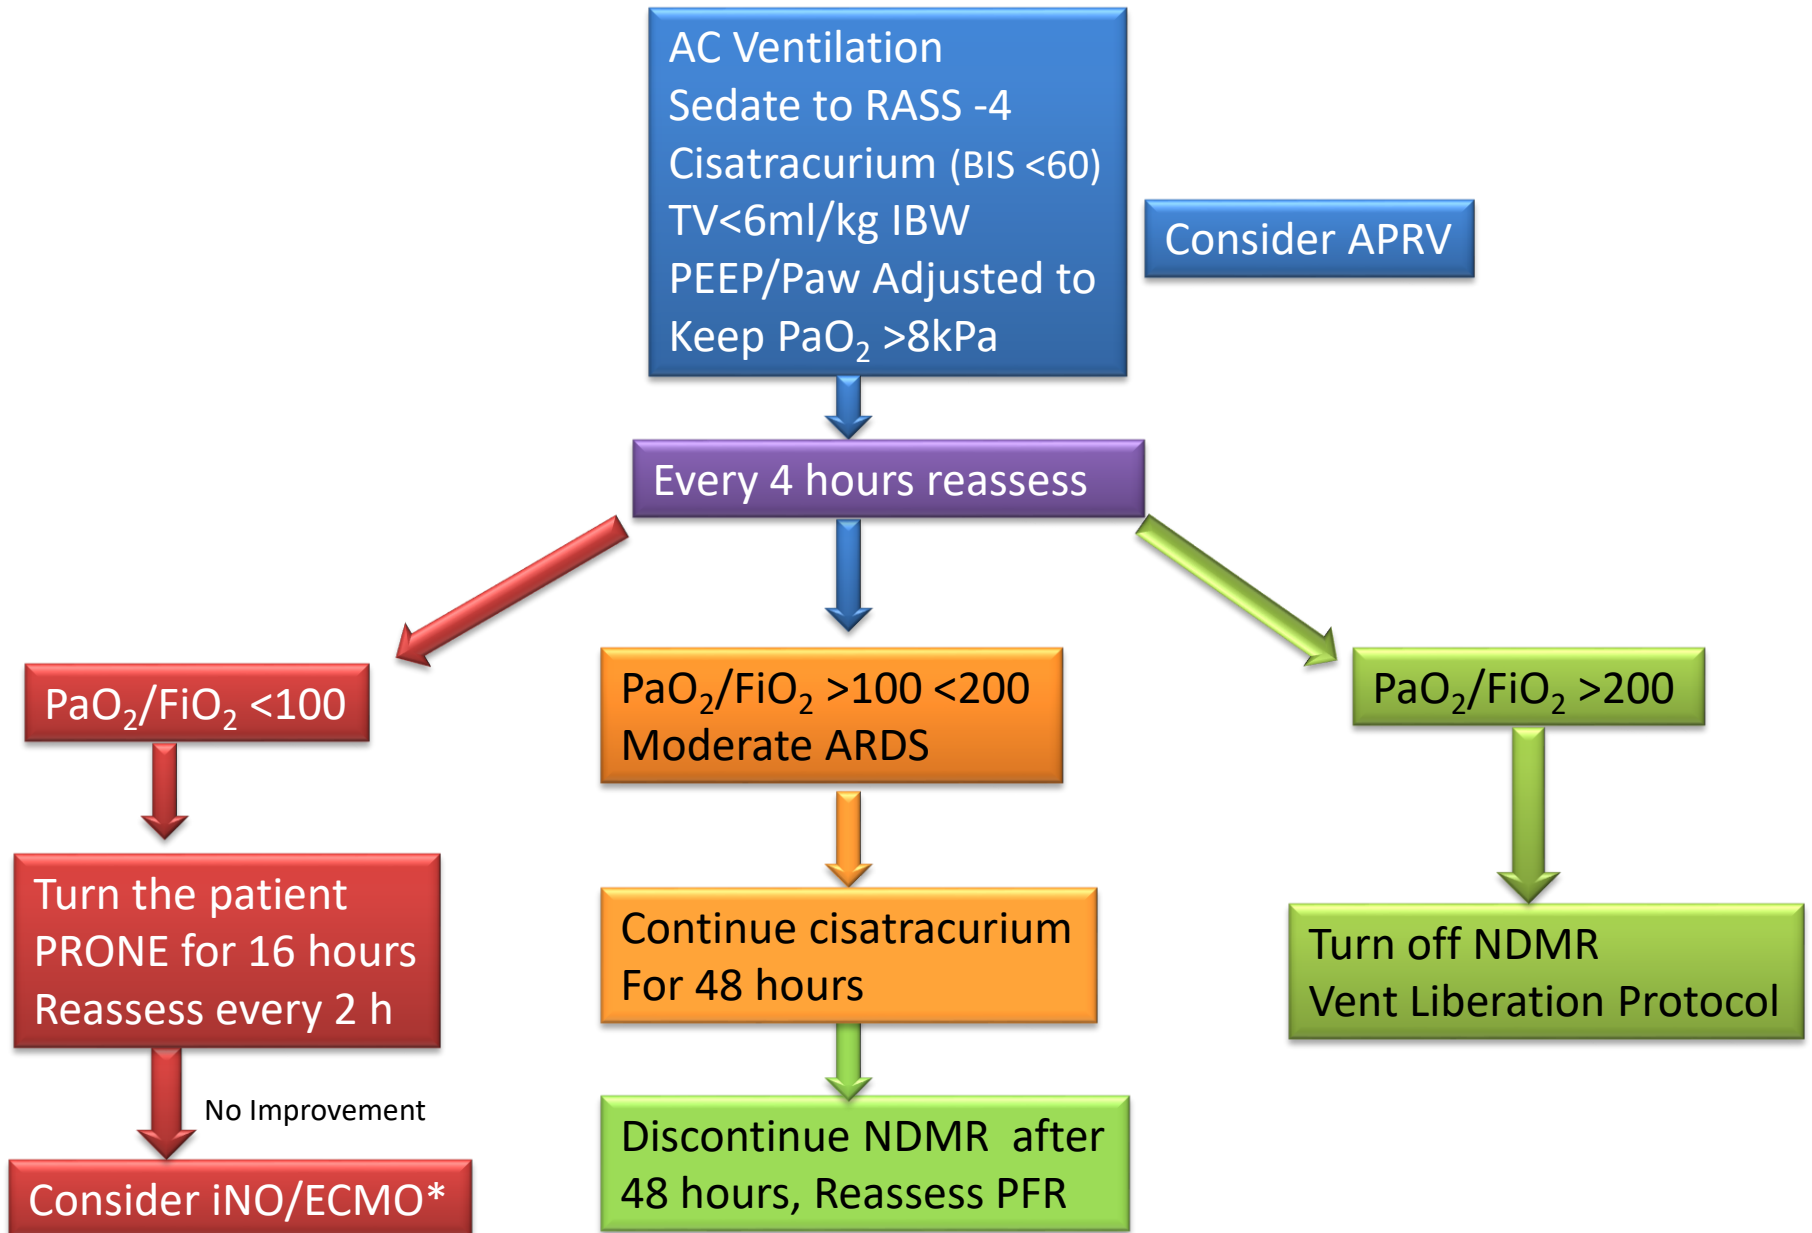 AC Ventilation
Sedate to RASS -4
Cisatracurium (BIS <60)
TV<6ml/kg IBW
PEEP/Paw Adjusted to
Keep PaO₂ >8kPa
Consider APRV
Every 4 hours reassess
PaO₂/FiO₂ <100
PaO₂/FiO₂ >100 <200
Moderate ARDS
PaO₂/FiO₂ >200
Turn the patient
PRONE for 16 hours
Reassess every 2 h
Continue cisatracurium
For 48 hours
Turn off NDMR
Vent Liberation Protocol
No Improvement
Consider iNO/ECMO*
Discontinue NDMR after
48 hours, Reassess PFR